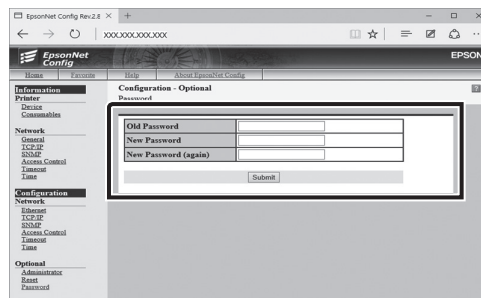 EpsonNet Config Rev.2.E
XXX.XXX.XXX.XXX
EpsonNet
Config
EPSON
Home
Favorite
Help
About EpsonNet Config
Information
Printer
Device
Consumables
Network
General
TCP/IP
SNMP
Access Control
Timeout
Time
Configuration
Network
Ethernet
TCP/IP
SNMP
Access Control
Timeout
Time
Optional
Administrator
Reset
Password
Configuration - Optional
Password
?
Old Password
New Password
New Password (again)
Submit